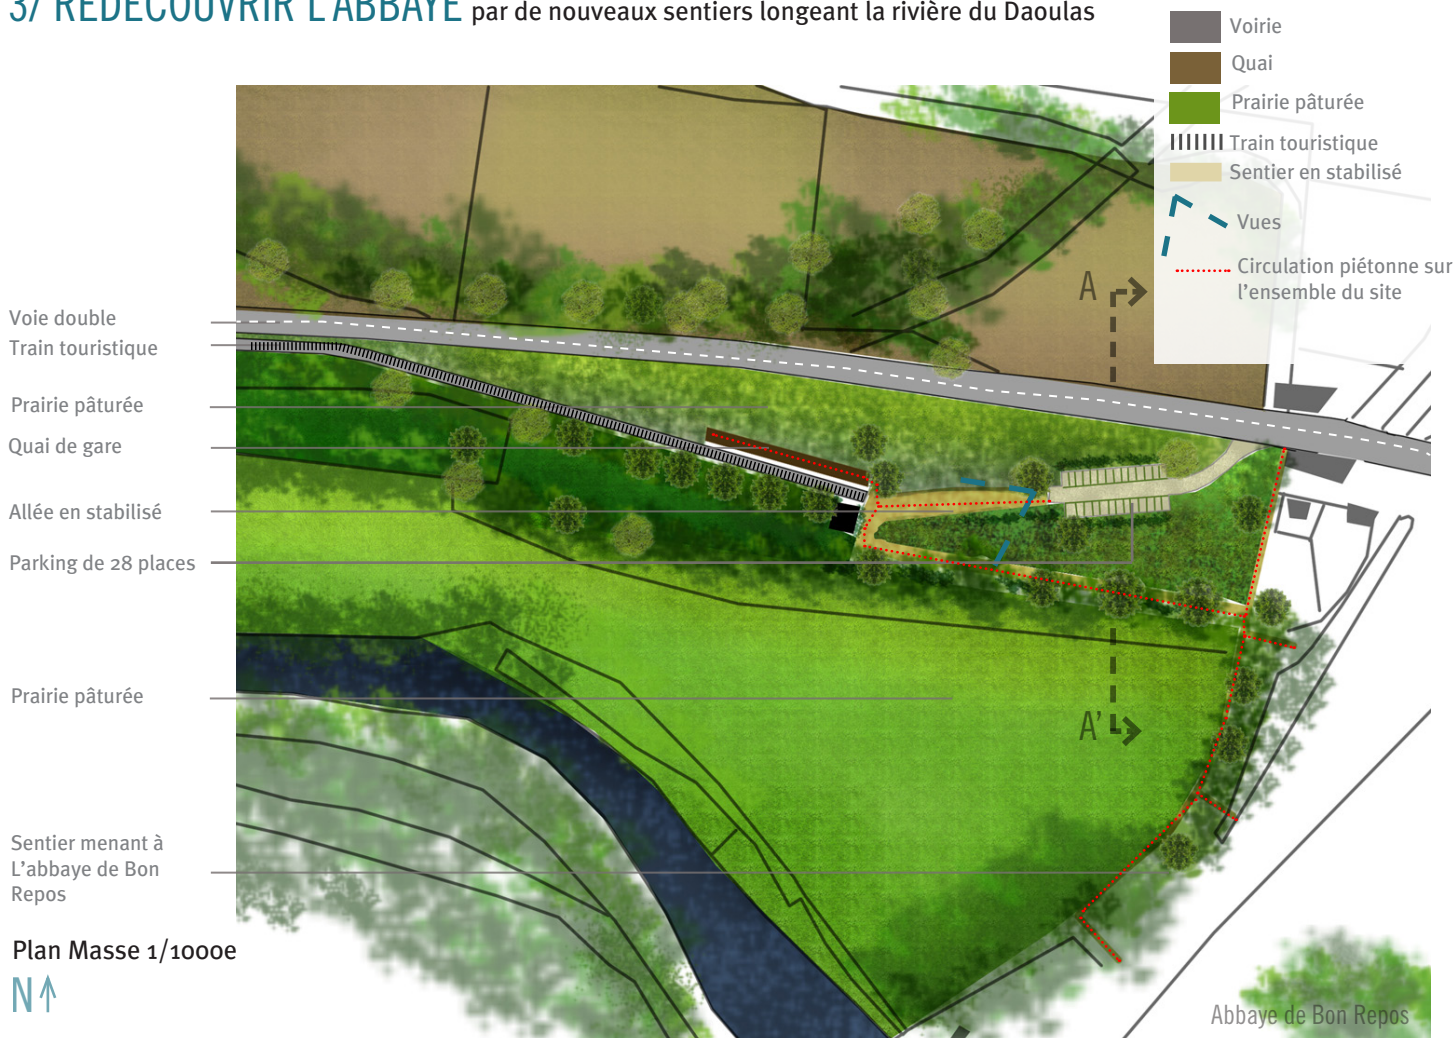 3/ REDECOUVRIR L'ABBAYE par de nouveaux sentiers longeant la rivière du Daoulas
Voirie
Quai
Prairie pâturée
Train touristique
Sentier en stabilisé
Vues
Circulation piétonne sur
l'ensemble du site
A
Voie double
Train touristique
Prairie pâturée
Quai de gare
Allée en stabilisé
Parking de 28 places
Prairie pâturée
A'
Sentier menant à
L'abbaye de Bon
Repos
Plan Masse 1/1000e
N
Abbaye de Bon Repos